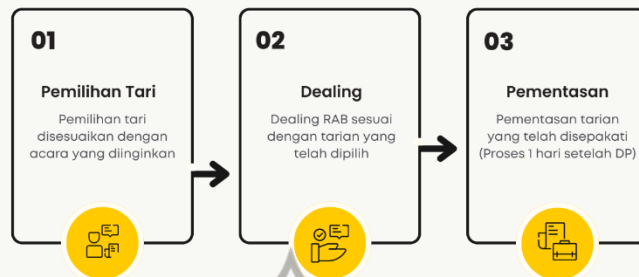 01
Pemilihan Tari
Pemilihan tari
disesuaikan dengan
acara yang diinginkan
02
Dealing
Dealing RAB sesuai
dengan tarian yang
telah dipilih
03
Pementasan
Pementasan tarian
yang telah disepakati
(Proses 1 hari setelah DP)